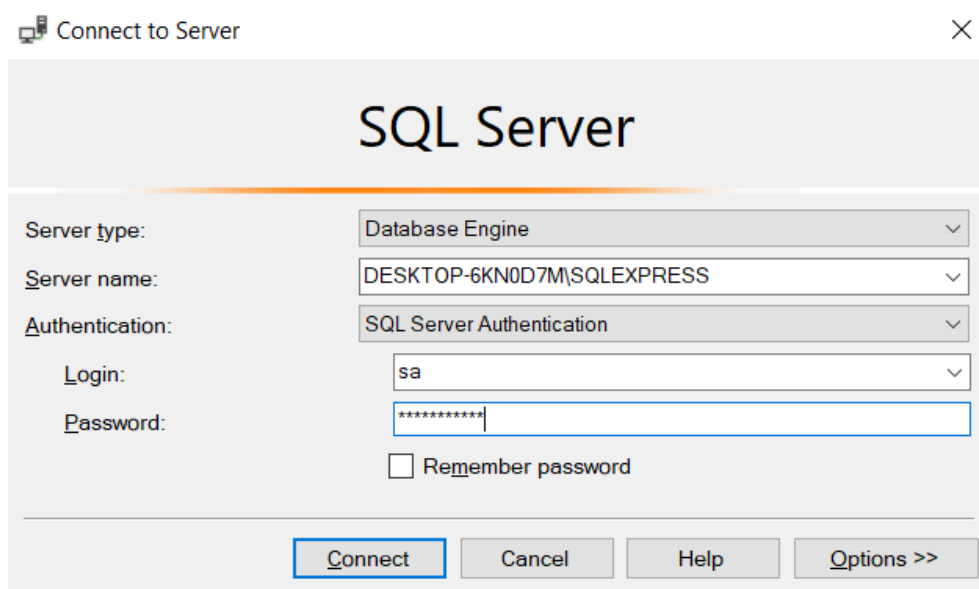 Connect to Server
SQL Server
Server type: Database Engine
Server name: DESKTOP-6KN0D7M\SQLEXPRESS
Authentication: SQL Server Authentication
Login: sa
Password: ***********
Remember password
Connect Cancel Help Options >>